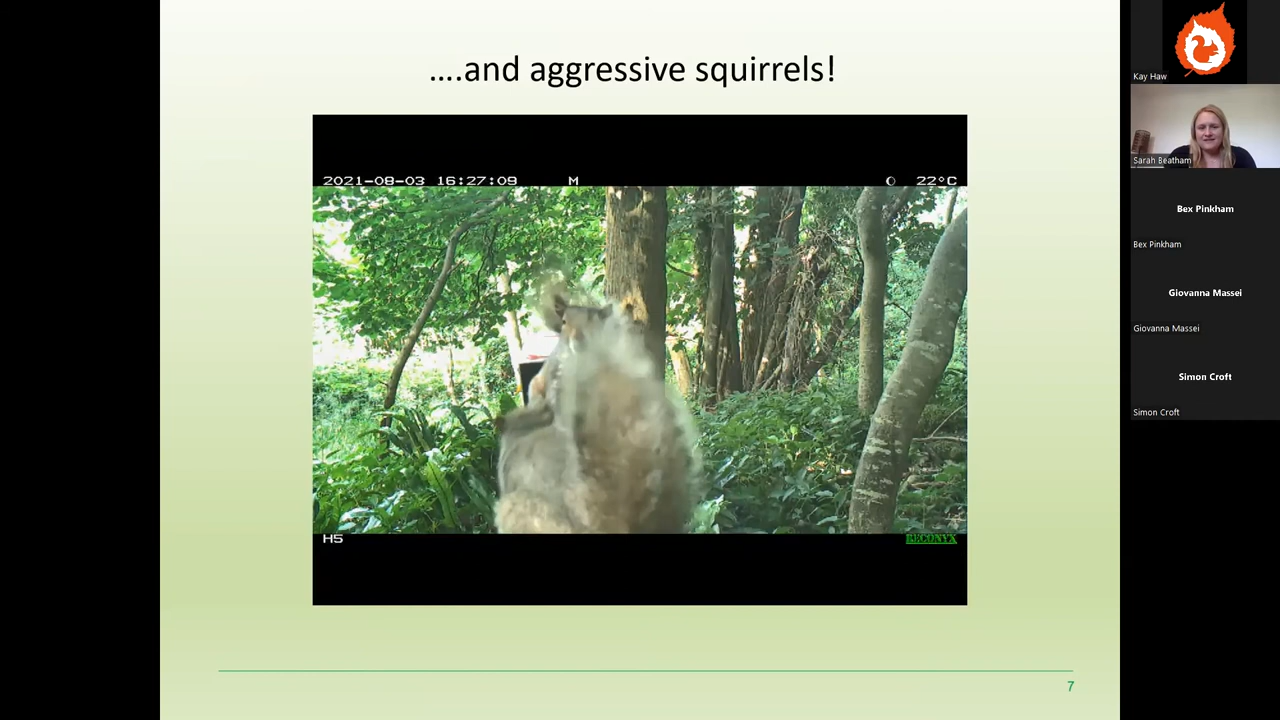 ....and aggressive squirrels!
2021-08-03 16:27:09 M 22°C
H5 RECONYX
7
Kay Haw
Sarah Beatham
Bex Pinkham
Bex Pinkham
Giovanna Massei
Giovanna Massei
Simon Croft
Simon Croft